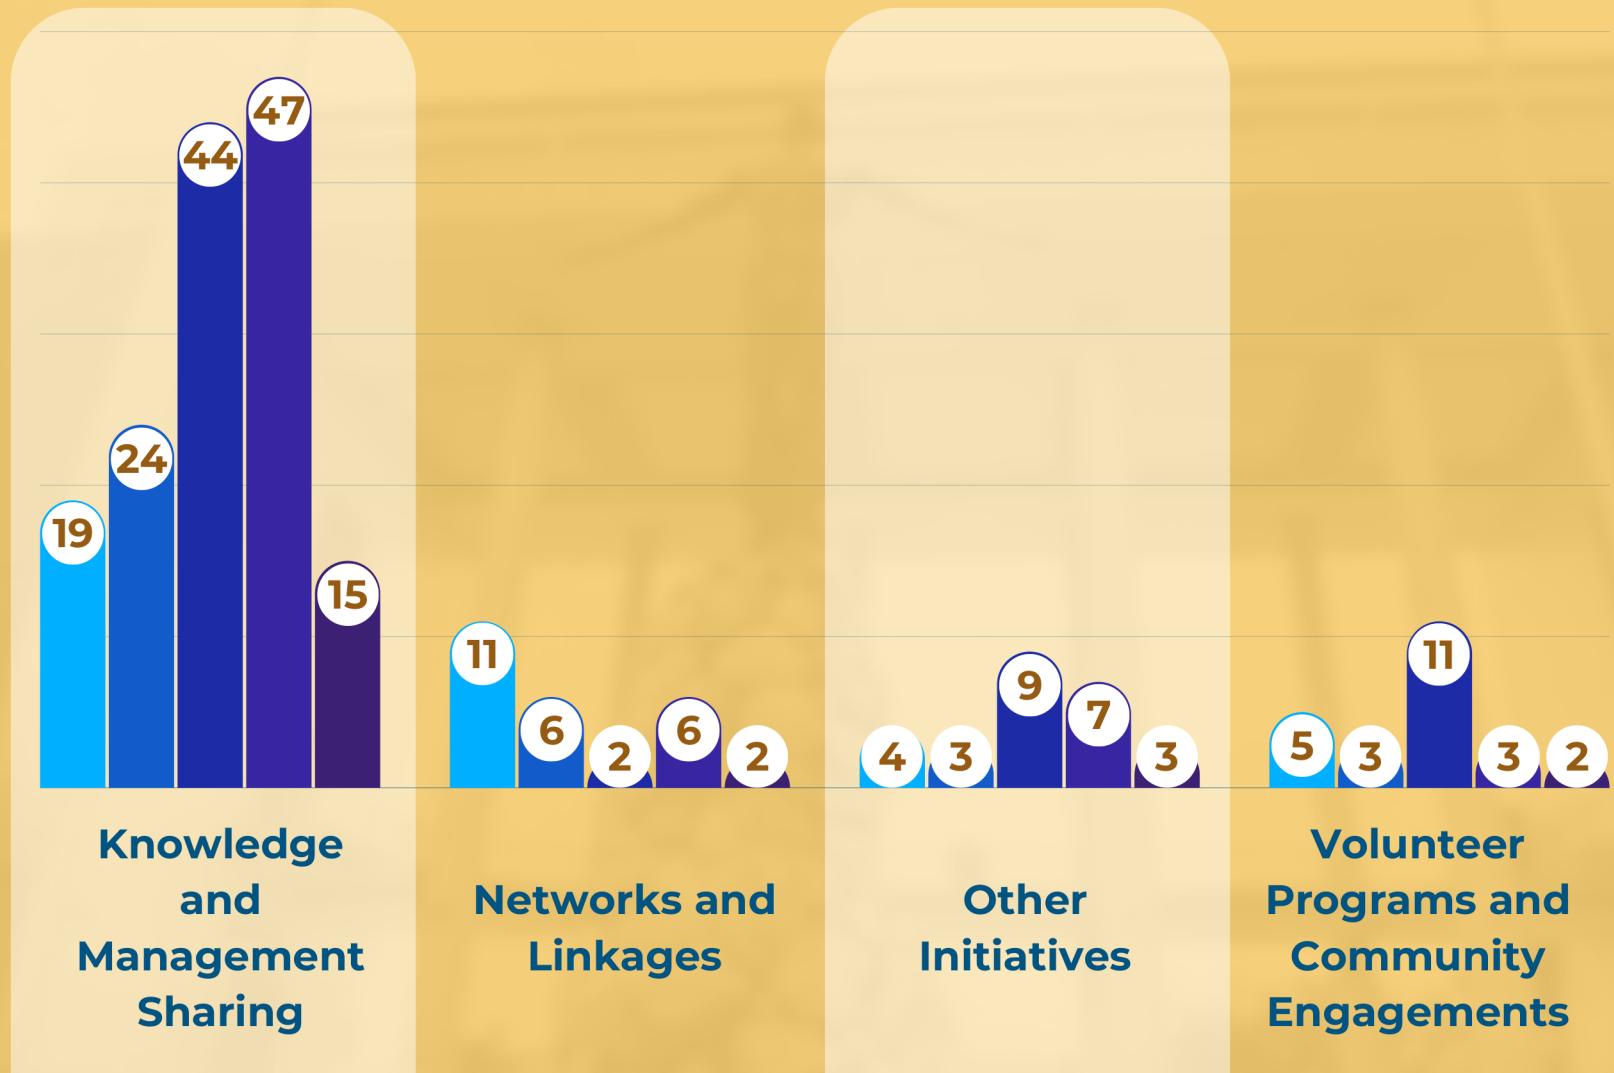 19
24
44
47
15
11
6
2
6
2
4
3
9
7
3
5
3
11
3
2
Knowledge
and
Management
Sharing
Networks and
Linkages
Other
Initiatives
Volunteer
Programs and
Community
Engagements